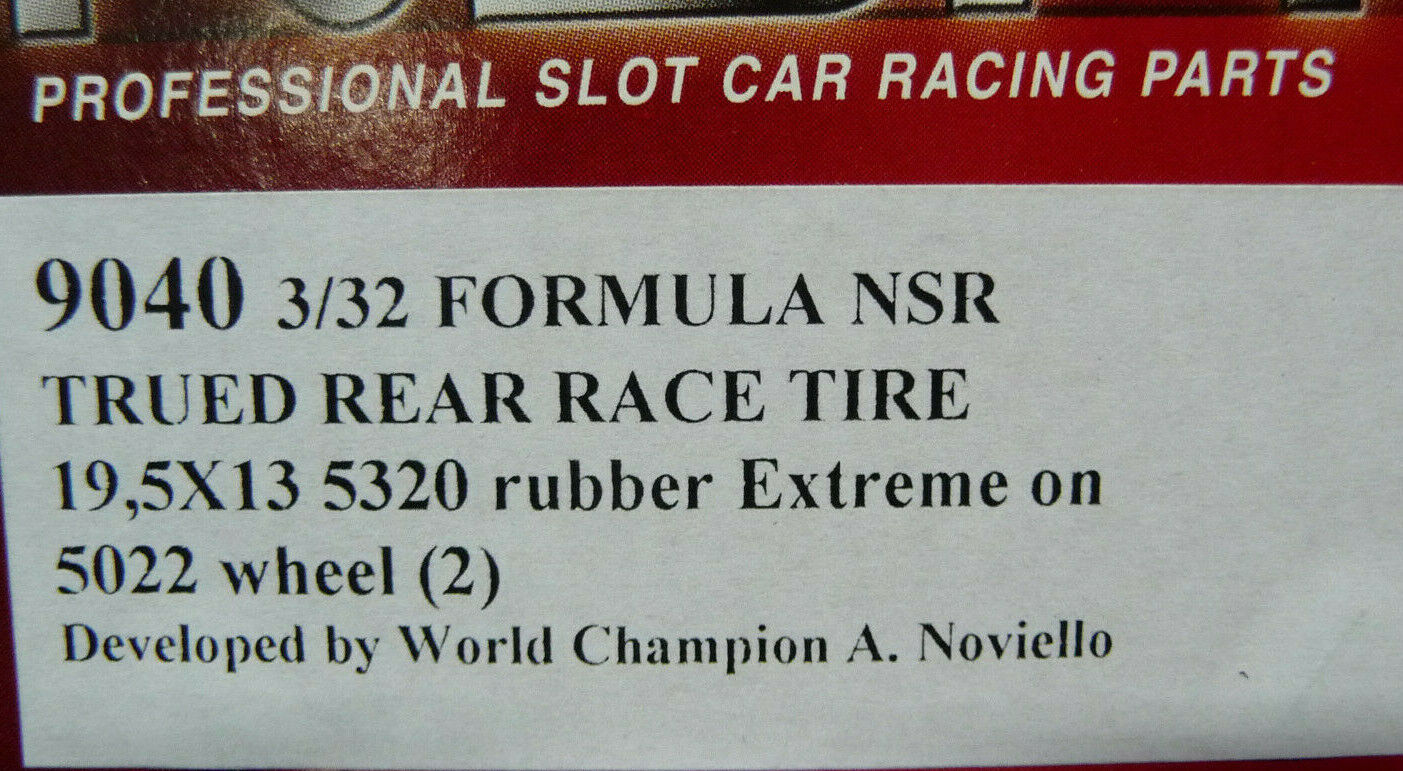 PROFESSIONAL SLOT CAR RACING PARTS
9040 3/32 FORMULA NSR
TRUED REAR RACE TIRE
19,5X13 5320 rubber Extreme on
5022 wheel (2)
Developed by World Champion A. Noviello